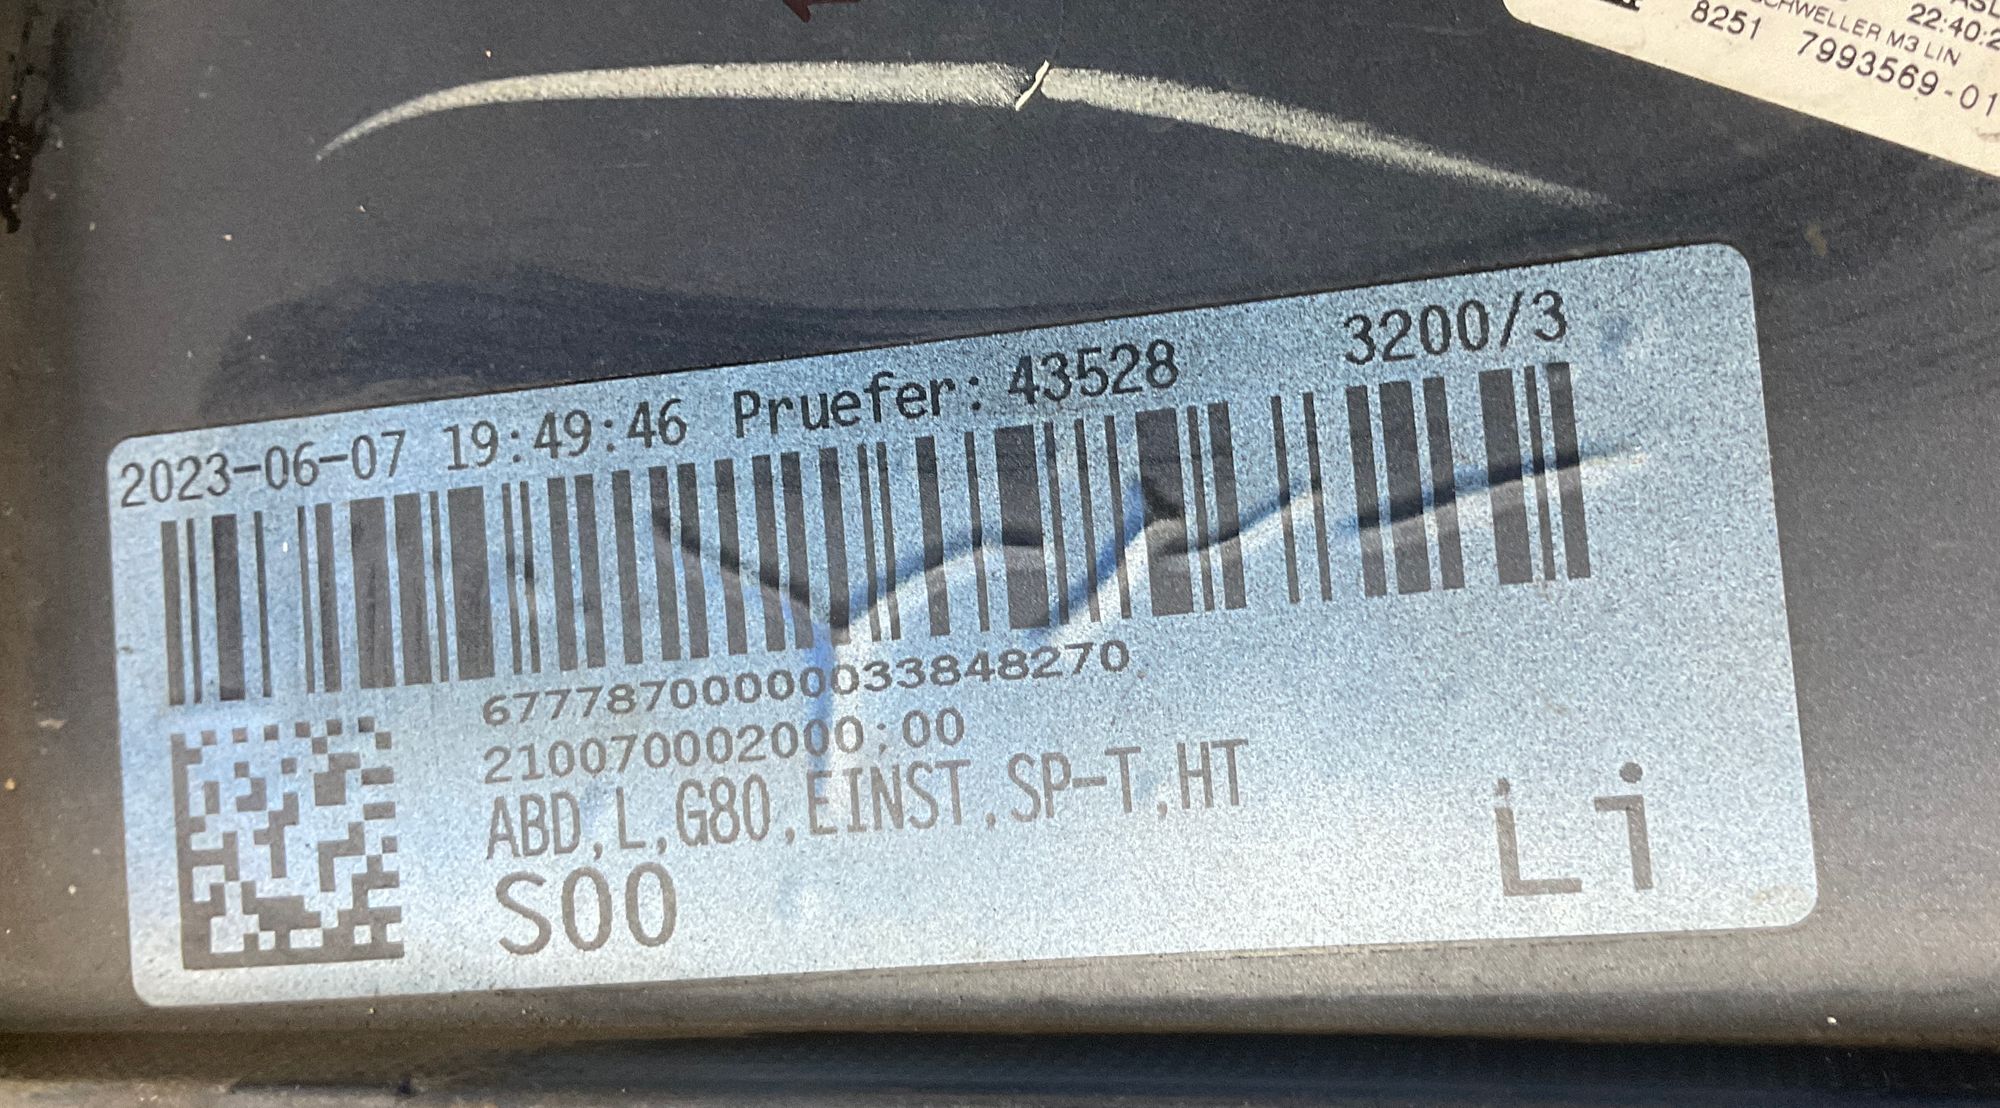 22:40:2
SCHWELLER M3 LIN
8251 7993569-01
2023-06-07 19:49:46 Pruefer: 43528 3200/3
6777870000033848270
210070002000;00
ABD,L,G80,EINST,SP-T,HT
S00
Li